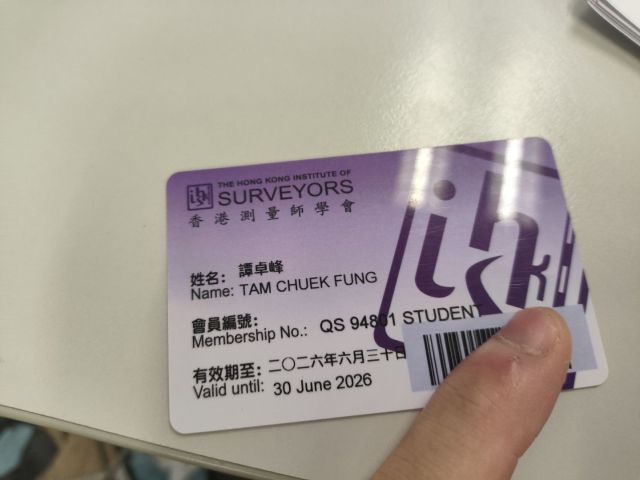 THE HONG KONG INSTITUTE OF
SURVEYORS
香港測量師學會
姓名： 譚卓峰
Name: TAM CHUEK FUNG
會員編號：
Membership No.: QS 94801 STUDENT
有效期至： 二〇二六年六月三十日
Valid until: 30 June 2026